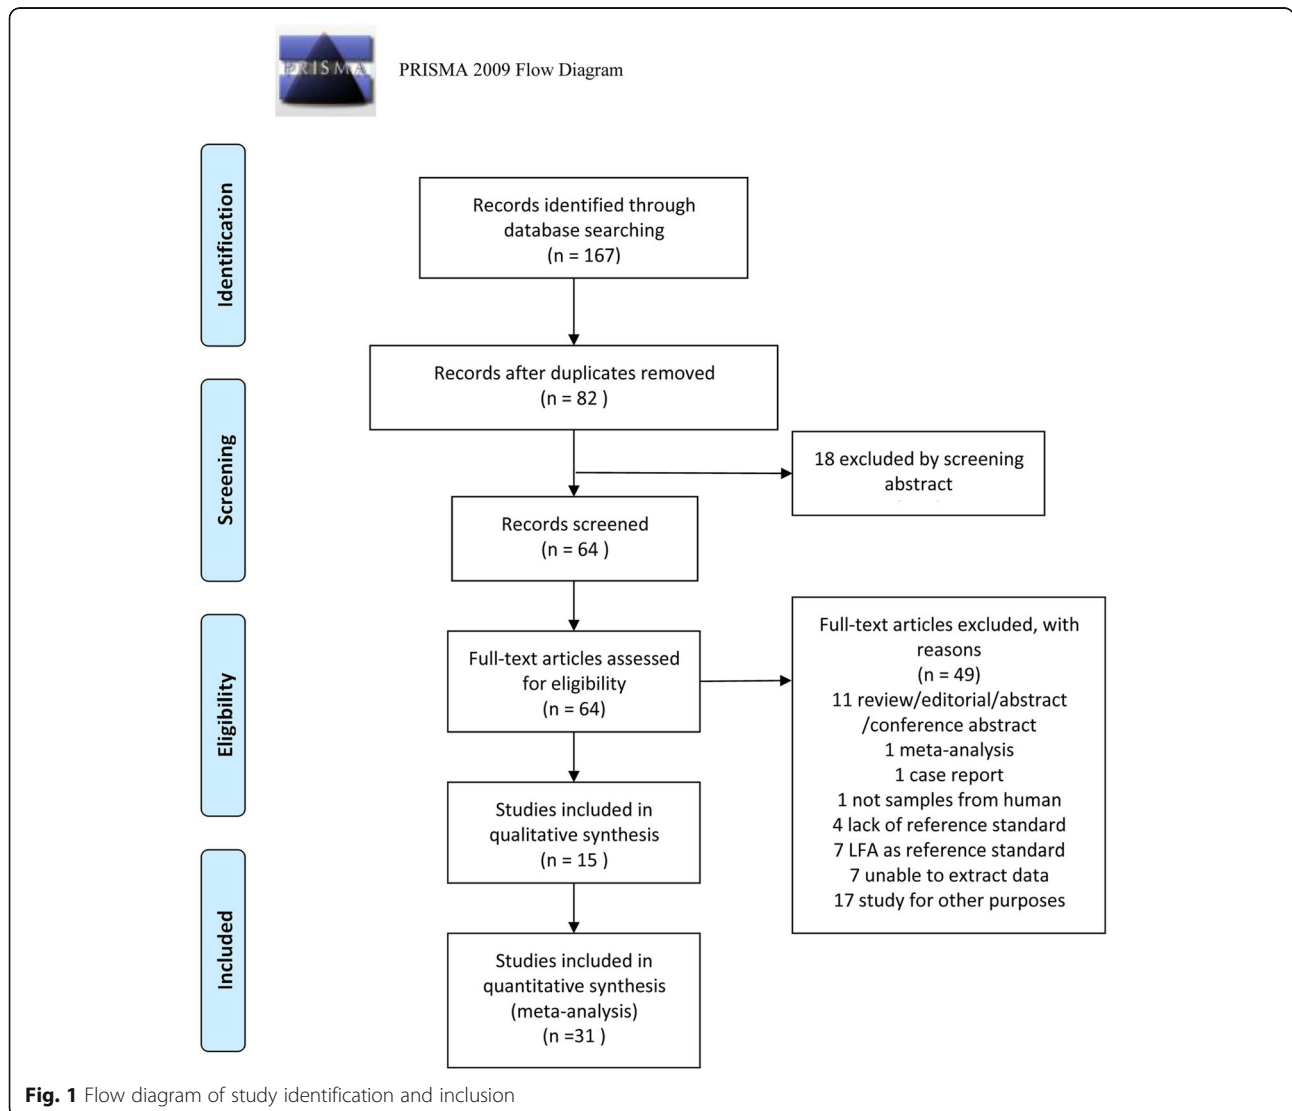 PRISMA
PRISMA 2009 Flow Diagram
Identification
Records identified through
database searching
(n = 167)
Records after duplicates removed
(n = 82 )
Screening
18 excluded by screening
abstract
Records screened
(n = 64 )
Eligibility
Full-text articles assessed
for eligibility
(n = 64)
Full-text articles excluded, with
reasons
(n = 49)
11 review/editorial/abstract
/conference abstract
1 meta-analysis
1 case report
1 not samples from human
4 lack of reference standard
7 LFA as reference standard
7 unable to extract data
17 study for other purposes
Studies included in
qualitative synthesis
(n = 15 )
Included
Studies included in
quantitative synthesis
(meta-analysis)
(n =31 )
Fig. 1 Flow diagram of study identification and inclusion